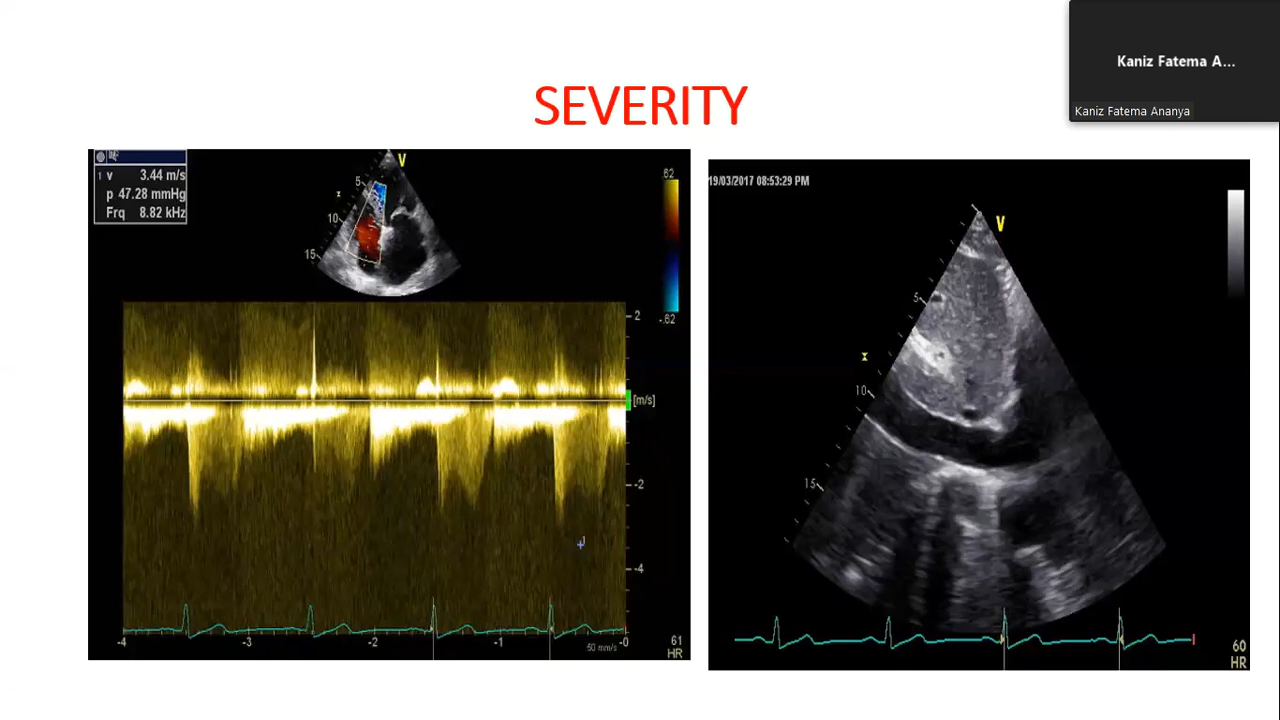 Kaniz Fatema A...
Kaniz Fatema Ananya
SEVERITY
1 v 3.44 m/s
p 47.28 mmHg
Frq 8.82 kHz
V
5
10
15
.62
-.62
2
[m/s]
-2
-4
-4
-3
-2
-1
-0
50 mm/s
61
HR
19/03/2017 08:53:29 PM
V
5
10
15
60
HR